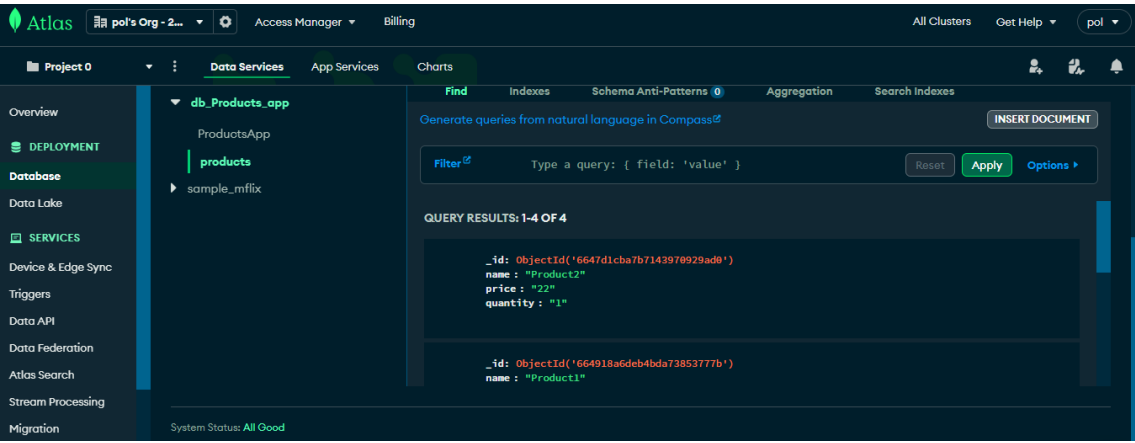 Atlas
pol's Org - 2...
Access Manager
Billing
All Clusters
Get Help
pol
Project 0
Data Services
App Services
Charts
Overview
DEPLOYMENT
Database
Data Lake
SERVICES
Device & Edge Sync
Triggers
Data API
Data Federation
Atlas Search
Stream Processing
Migration
db_Products_app
ProductsApp
products
sample_mflix
Find
Indexes
Schema Anti-Patterns 0
Aggregation
Search Indexes
Generate queries from natural language in Compass
INSERT DOCUMENT
Filter
Type a query: { field: 'value' }
Reset
Apply
Options
QUERY RESULTS: 1-4 OF 4
_id: ObjectId('6647d1cba7b7143970929ad0')
name : "Product2"
price : "22"
quantity : "1"
_id: ObjectId('664918a6deb4bda73853777b')
name : "Product1"
System Status: All Good